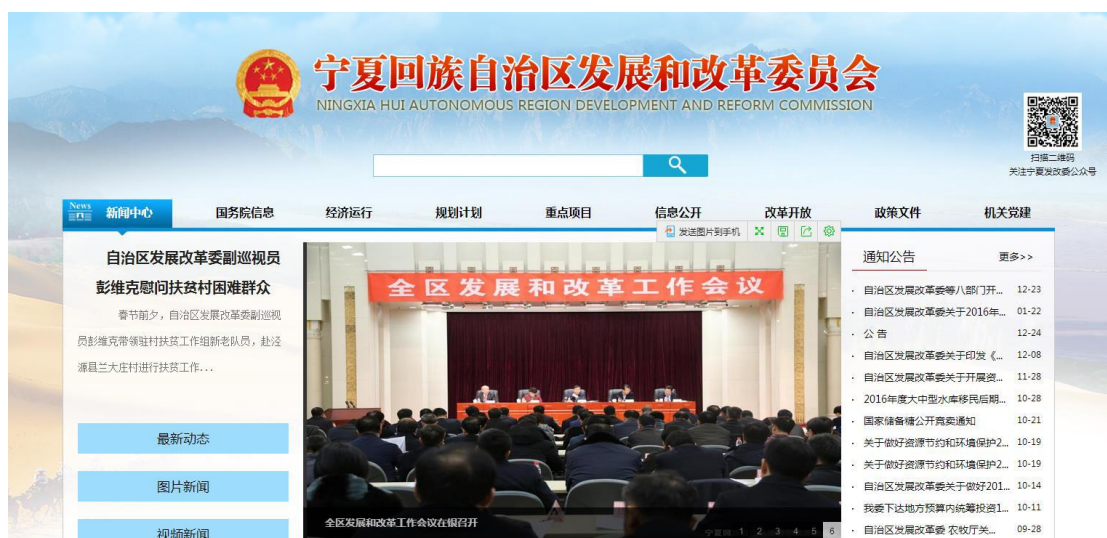 宁夏回族自治区发展和改革委员会
NINGXIA HUI AUTONOMOUS REGION DEVELOPMENT AND REFORM COMMISSION
扫描二维码
关注宁夏发改委公众号
News 新闻中心 国务院信息 经济运行 规划计划 重点项目 信息公开 改革开放 政策文件 机关党建
发送图片到手机
自治区发展改革委副巡视员
彭维克慰问扶贫村困难群众
春节前夕，自治区发展改革委副巡视
员彭维克带领驻村扶贫工作组新老队员，赴泾
源县兰大庄村进行扶贫工作...
最新动态
图片新闻
视频新闻
全区发展和改革工作会议
全区发展和改革工作会议在银召开
1 2 3 4 5 6
通知公告 更多>>
· 自治区发展改革委等八部门开... 12-23
· 自治区发展改革委关于2016年... 01-22
· 公 告 12-24
· 自治区发展改革委关于印发《... 12-08
· 自治区发展改革委关于开展资... 11-28
· 2016年度大中型水库移民后期... 10-28
· 国家储备糖公开竞卖通知 10-21
· 关于做好资源节约和环境保护2... 10-19
· 关于做好资源节约和环境保护2... 10-19
· 自治区发展改革委关于做好201... 10-14
· 我委下达地方预算内统筹投资1... 10-11
· 自治区发展改革委 农牧厅关... 09-28